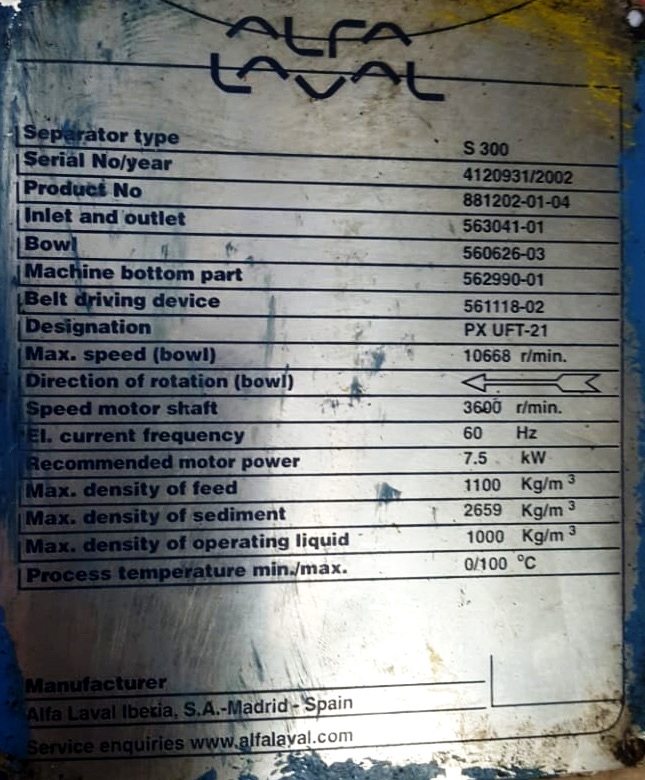 ALFA
LAVAL
Separator type S 300
Serial No/year 4120931/2002
Product No 881202-01-04
Inlet and outlet 563041-01
Bowl 560626-03
Machine bottom part 562990-01
Belt driving device 561118-02
Designation PX UFT-21
Max. speed (bowl) 10668 r/min.
Direction of rotation (bowl)
Speed motor shaft 3600 r/min.
El. current frequency 60 Hz
Recommended motor power 7.5 kW
Max. density of feed 1100 Kg/m³
Max. density of sediment 2659 Kg/m³
Max. density of operating liquid 1000 Kg/m³
Process temperature min./max. 0/100 °C
Manufacturer
Alfa Laval Iberia, S.A.-Madrid - Spain
Service enquiries www.alfalaval.com